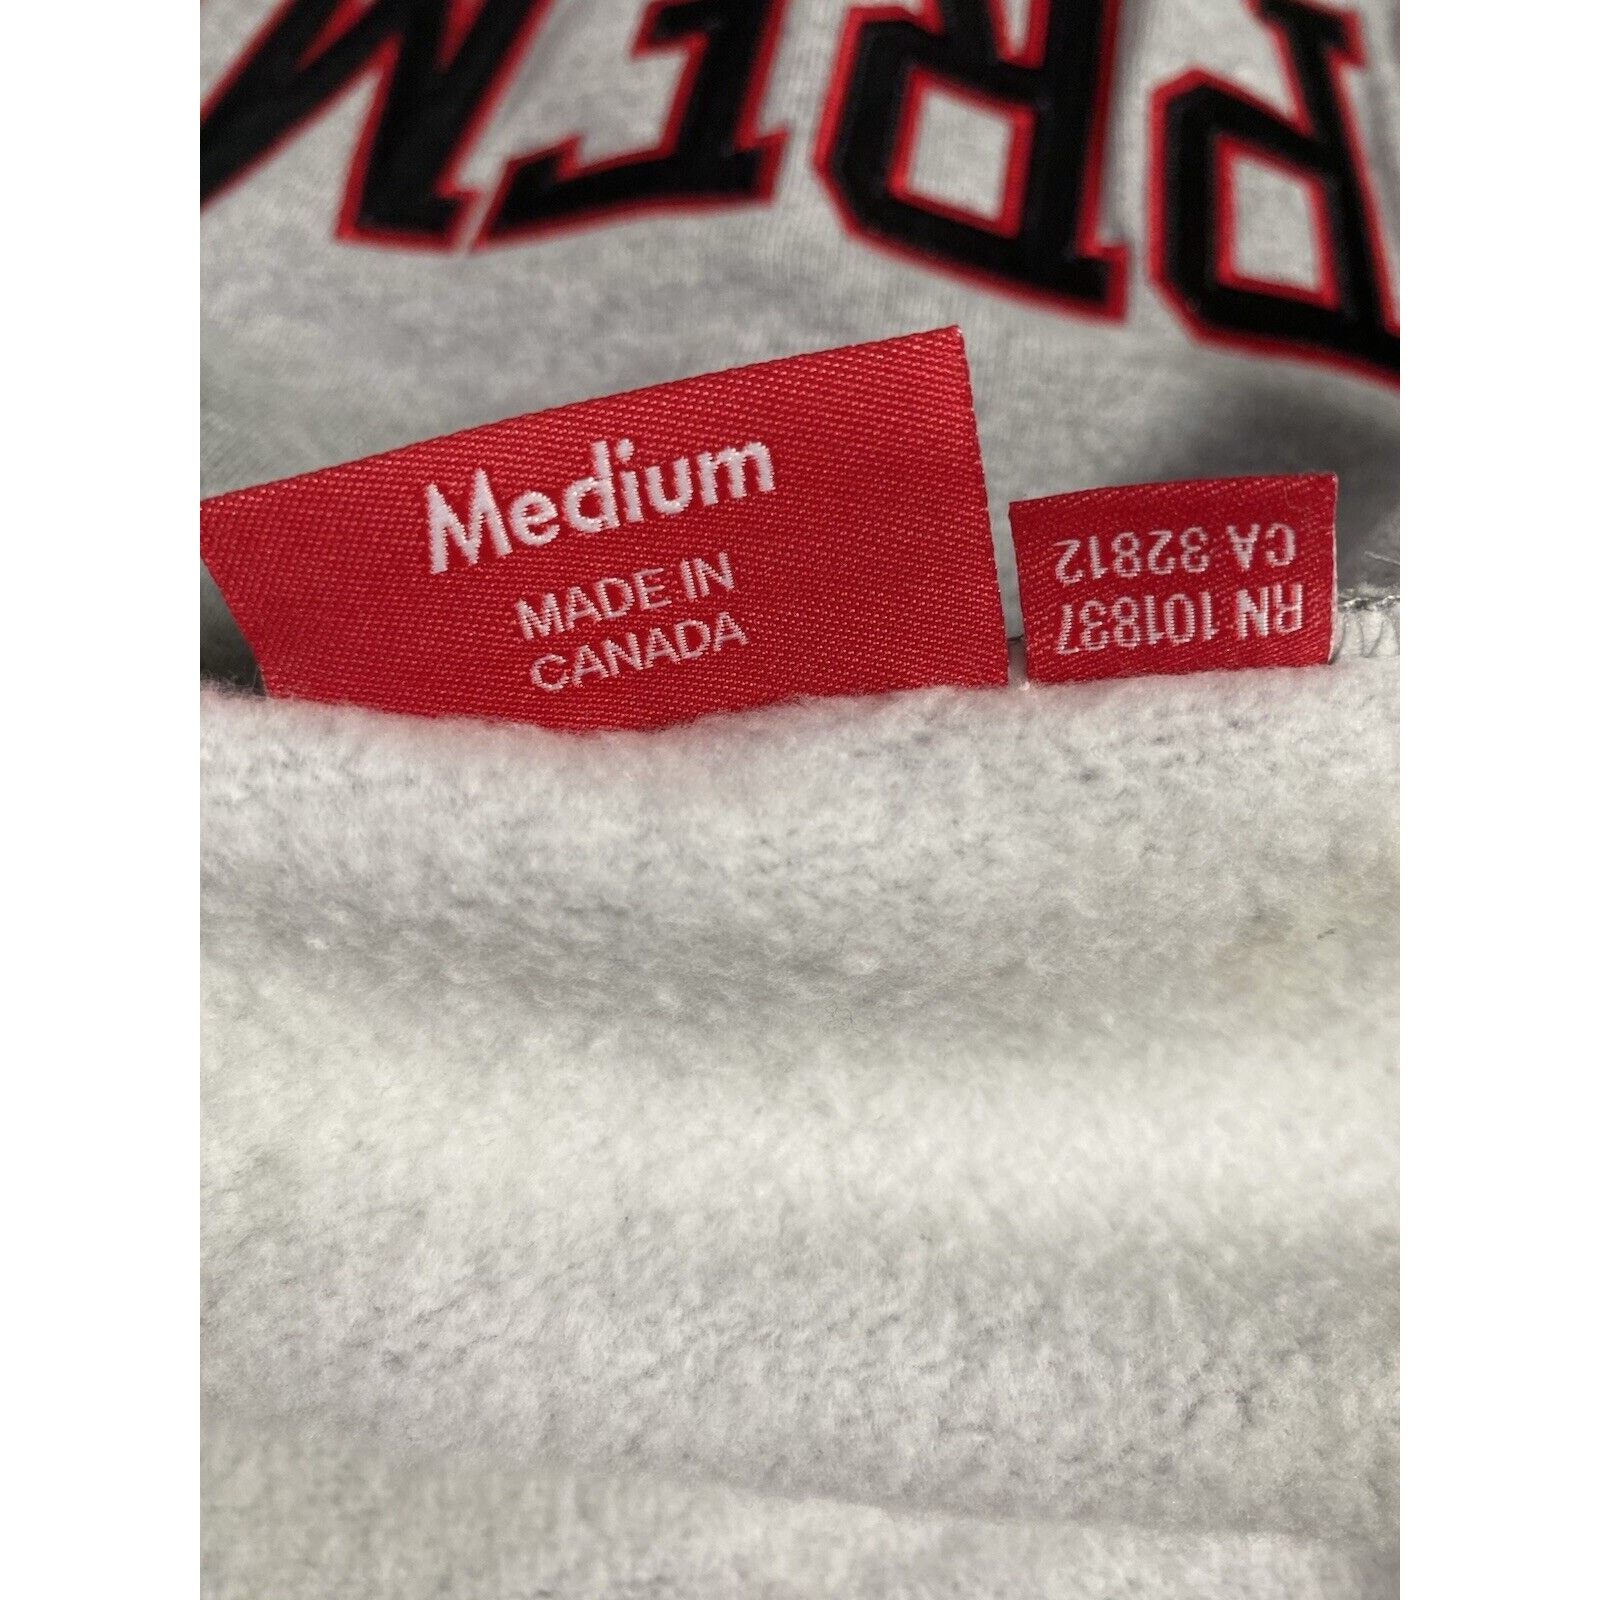 Medium
MADE IN
CANADA
RN 101837
CA 32812